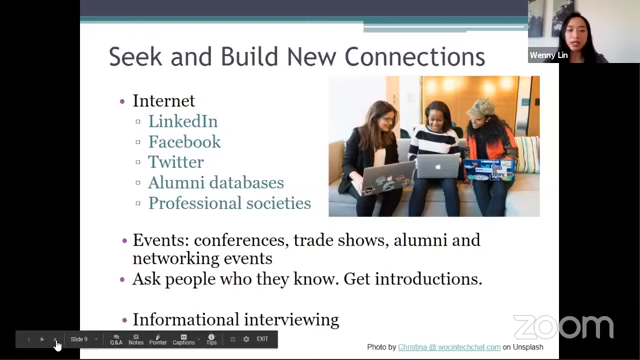 Wenny Lin
Seek and Build New Connections
• Internet
▫ LinkedIn
▫ Facebook
▫ Twitter
▫ Alumni databases
▫ Professional societies
• Events: conferences, trade shows, alumni and
networking events
• Ask people who they know. Get introductions.
• Informational interviewing
Slide 9
Q&A
Notes
Pointer
Captions
Tips
EXIT
zoom
Photo by Christina @ wocintechchat.com on Unsplash